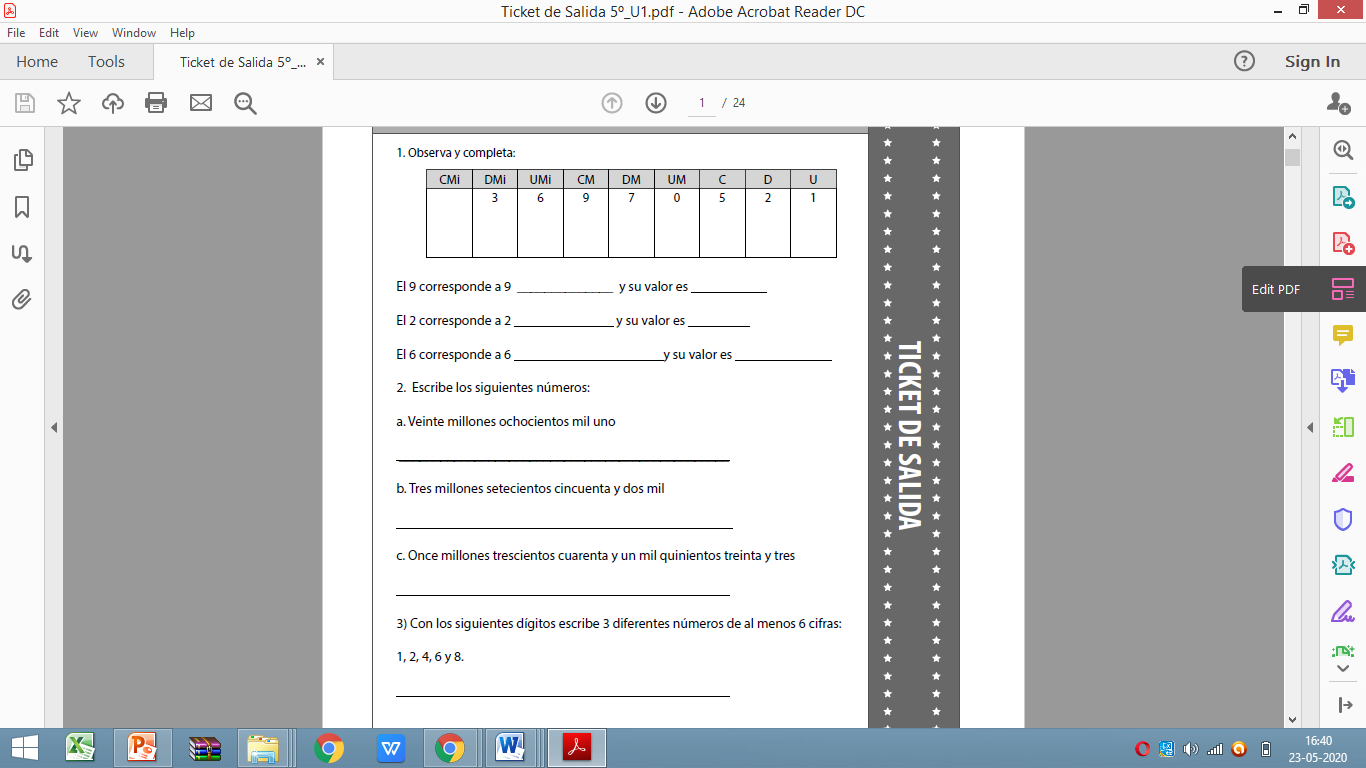 Ticket de Salida 5º_U1.pdf - Adobe Acrobat Reader DC
File Edit View Window Help
Home Tools Ticket de Salida 5º_... × Sign In
1 / 24
1. Observa y completa:
CMi DMi UMi CM DM UM C D U
3 6 9 7 0 5 2 1
El 9 corresponde a 9 ______________ y su valor es ___________
El 2 corresponde a 2 ______________ y su valor es _________
El 6 corresponde a 6 _____________________ y su valor es ______________
2. Escribe los siguientes números:
a. Veinte millones ochocientos mil uno
b. Tres millones setecientos cincuenta y dos mil
c. Once millones trescientos cuarenta y un mil quinientos treinta y tres
3) Con los siguientes dígitos escribe 3 diferentes números de al menos 6 cifras:
1, 2, 4, 6 y 8.
TICKET DE SALIDA
Edit PDF
16:40
23-05-2020